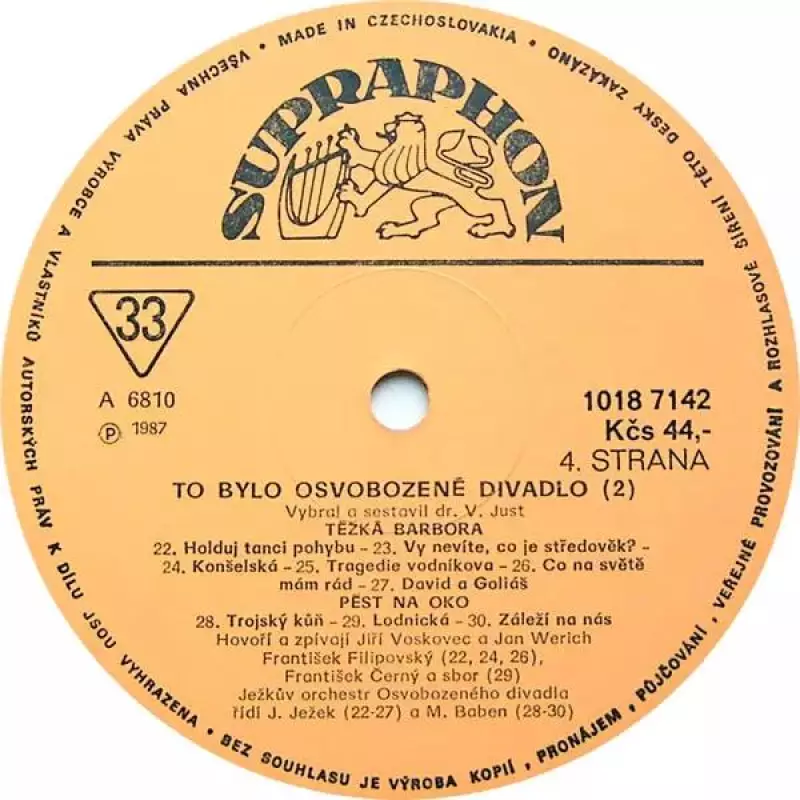 • MADE IN CZECHOSLOVAKIA •
VŠECHNA PRÁVA VÝROBCE A VLASTNÍKŮ AUTORSKÝCH PRÁV K DÍLU JSOU VYHRAZENA • BEZ SOUHLASU JE VÝROBA KOPIÍ, PRONÁJEM, PŮJČOVÁNÍ, VEŘEJNÉ PROVOZOVÁNÍ A ROZHLASOVÉ ŠÍŘENÍ TÉTO DESKY ZAKÁZÁNO
SUPRAPHON
33
A 6810
℗ 1987
1018 7142
Kčs 44,-
4. STRANA
TO BYLO OSVOBOZENÉ DIVADLO (2)
Vybral a sestavil dr. V. Just
TĚŽKÁ BARBORA
22. Holduj tanci pohybu – 23. Vy nevíte, co je středověk? –
24. Konšelská – 25. Tragedie vodníkova – 26. Co na světě
mám rád – 27. David a Goliáš
PĚST NA OKO
28. Trojský kůň – 29. Lodnická – 30. Záleží na nás
Hovoří a zpívají Jiří Voskovec a Jan Werich
František Filipovský (22, 24, 26),
František Černý a sbor (29)
Ježkův orchestr Osvobozeného divadla
řídí J. Ježek (22-27) a M. Baben (28-30)